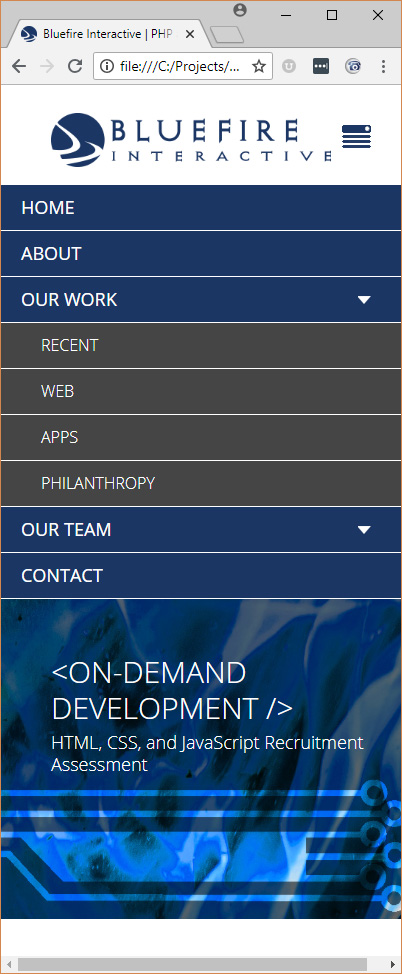 Bluefire Interactive | PHP
file:///C:/Projects/...
BLUEFIRE
INTERACTIVE
HOME
ABOUT
OUR WORK
RECENT
WEB
APPS
PHILANTHROPY
OUR TEAM
CONTACT
<ON-DEMAND
DEVELOPMENT />
HTML, CSS, and JavaScript Recruitment
Assessment